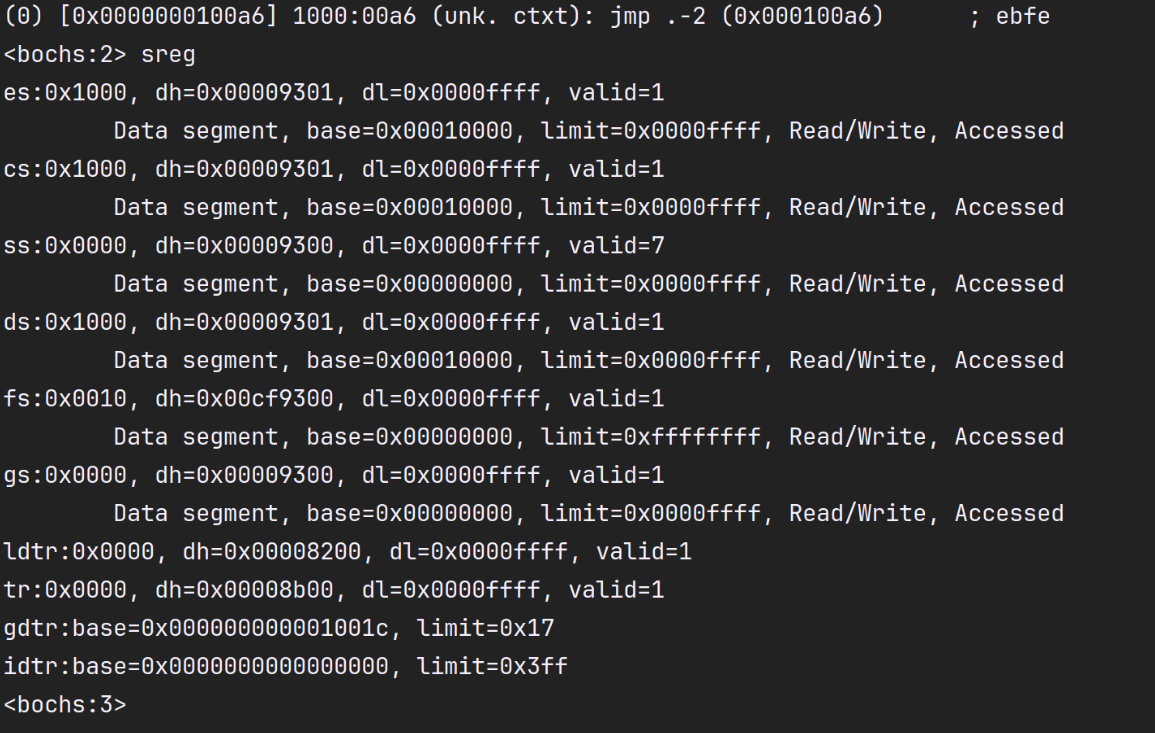 (0) [0x0000000100a6] 1000:00a6 (unk. ctxt): jmp .-2 (0x000100a6)      ; ebfe
<bochs:2> sreg
es:0x1000, dh=0x00009301, dl=0x0000ffff, valid=1
        Data segment, base=0x00010000, limit=0x0000ffff, Read/Write, Accessed
cs:0x1000, dh=0x00009301, dl=0x0000ffff, valid=1
        Data segment, base=0x00010000, limit=0x0000ffff, Read/Write, Accessed
ss:0x0000, dh=0x00009300, dl=0x0000ffff, valid=7
        Data segment, base=0x00000000, limit=0x0000ffff, Read/Write, Accessed
ds:0x1000, dh=0x00009301, dl=0x0000ffff, valid=1
        Data segment, base=0x00010000, limit=0x0000ffff, Read/Write, Accessed
fs:0x0010, dh=0x00cf9300, dl=0x0000ffff, valid=1
        Data segment, base=0x00000000, limit=0xffffffff, Read/Write, Accessed
gs:0x0000, dh=0x00009300, dl=0x0000ffff, valid=1
        Data segment, base=0x00000000, limit=0x0000ffff, Read/Write, Accessed
ldtr:0x0000, dh=0x00008200, dl=0x0000ffff, valid=1
tr:0x0000, dh=0x00008b00, dl=0x0000ffff, valid=1
gdtr:base=0x000000000001001c, limit=0x17
idtr:base=0x0000000000000000, limit=0x3ff
<bochs:3>